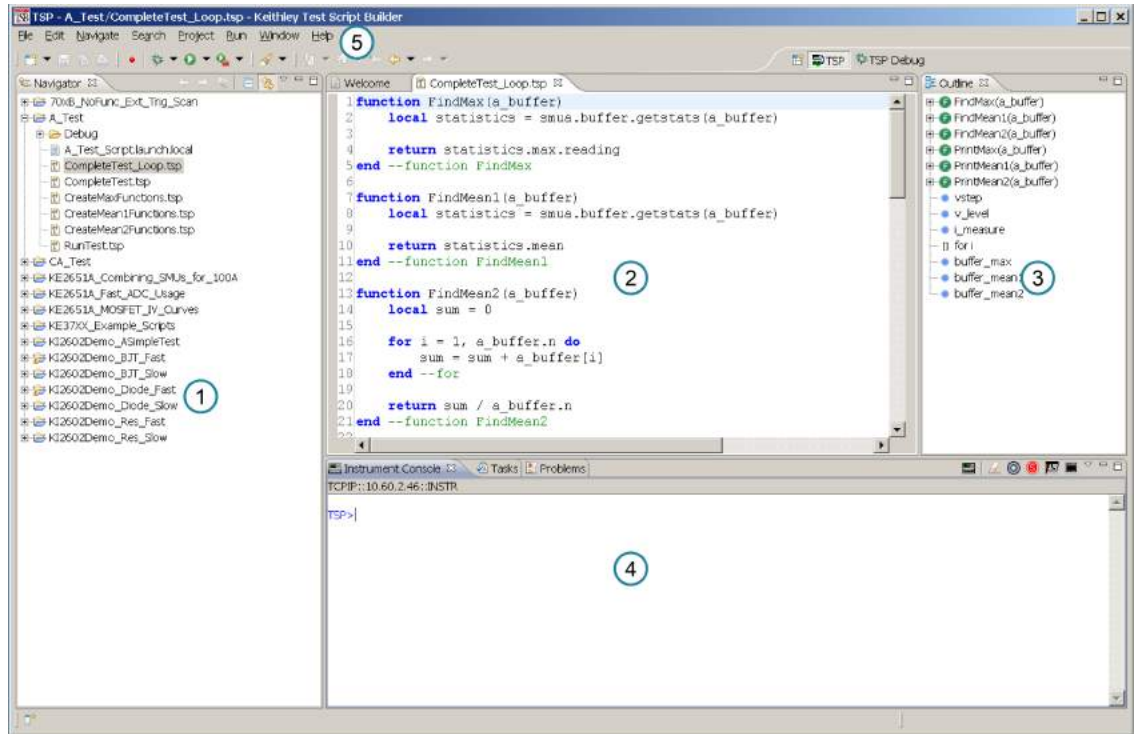 TSP - A_Test/CompleteTest_Loop.tsp - Keithley Test Script Builder
File Edit Navigate Search Project Run Window Help
5
TSP TSP Debug
Navigator
70xB_NoFunc_Ext_Trig_Scan
A_Test
Debug
A_Test_Script.launch.local
CompleteTest_Loop.tsp
CompleteTest.tsp
CreateMaxFunctions.tsp
CreateMean1Functions.tsp
CreateMean2Functions.tsp
RunTest.tsp
CA_Test
KE2651A_Combining_SMUs_for_100A
KE2651A_Fast_ADC_Usage
KE2651A_MOSFET_IV_Curves
KE37XX_Example_Scripts
KI2602Demo_ASimpleTest
KI2602Demo_BJT_Fast
KI2602Demo_BJT_Slow
KI2602Demo_Diode_Fast
KI2602Demo_Diode_Slow
KI2602Demo_Res_Fast
KI2602Demo_Res_Slow
1
Welcome CompleteTest_Loop.tsp
1 function FindMax(a_buffer)
2 local statistics = smua.buffer.getstats(a_buffer)
3
4 return statistics.max.reading
5 end --function FindMax
6
7 function FindMean1(a_buffer)
8 local statistics = smua.buffer.getstats(a_buffer)
9
10 return statistics.mean
11 end --function FindMean1
12
13 function FindMean2(a_buffer)
14 local sum = 0
15
16 for i = 1, a_buffer.n do
17 sum = sum + a_buffer[i]
18 end --for
19
20 return sum / a_buffer.n
21 end --function FindMean2
22
2
Outline
FindMax(a_buffer)
FindMean1(a_buffer)
FindMean2(a_buffer)
PrintMax(a_buffer)
PrintMean1(a_buffer)
PrintMean2(a_buffer)
vstep
v_level
i_measure
for i
buffer_max
buffer_mean1
buffer_mean2
3
Instrument Console Tasks Problems
TCPIP::10.60.2.46::INSTR
TSP>
4